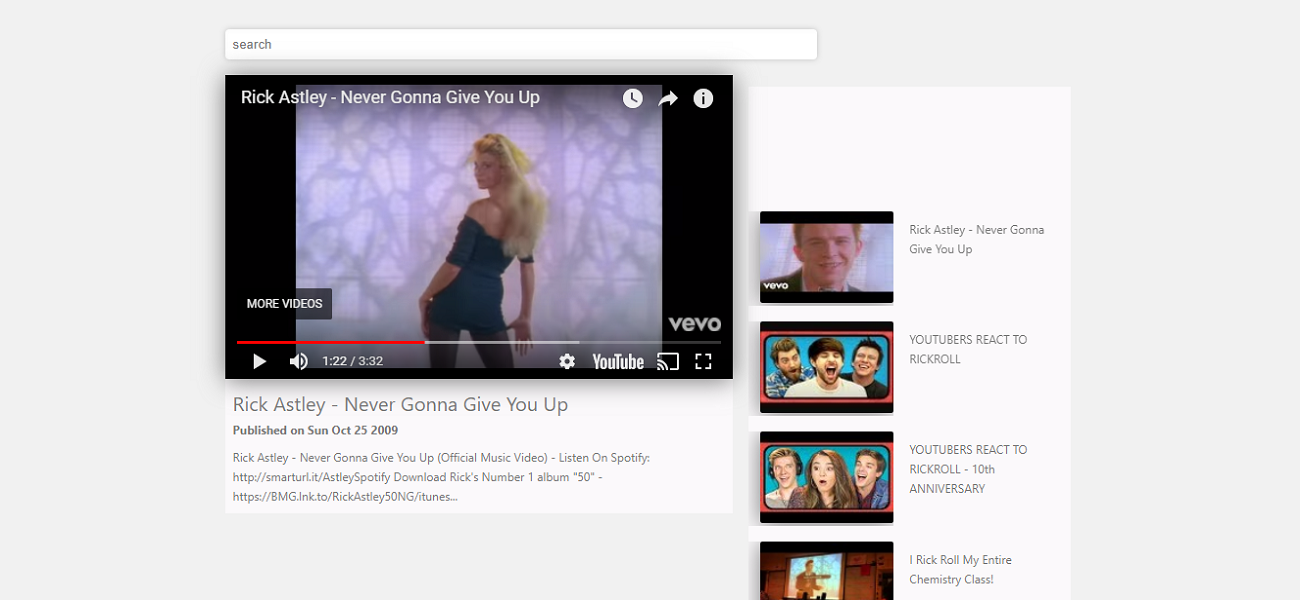 search
Rick Astley - Never Gonna Give You Up
MORE VIDEOS
vevo
1:22 / 3:32
YouTube
Rick Astley - Never Gonna Give You Up
Published on Sun Oct 25 2009
Rick Astley - Never Gonna Give You Up (Official Music Video) - Listen On Spotify:
http://smarturl.it/AstleySpotify Download Rick's Number 1 album "50" -
https://BMG.lnk.to/RickAstley50NG/itunes...
vevo
Rick Astley - Never Gonna
Give You Up
YOUTUBERS REACT TO
RICKROLL
YOUTUBERS REACT TO
RICKROLL - 10th
ANNIVERSARY
I Rick Roll My Entire
Chemistry Class!